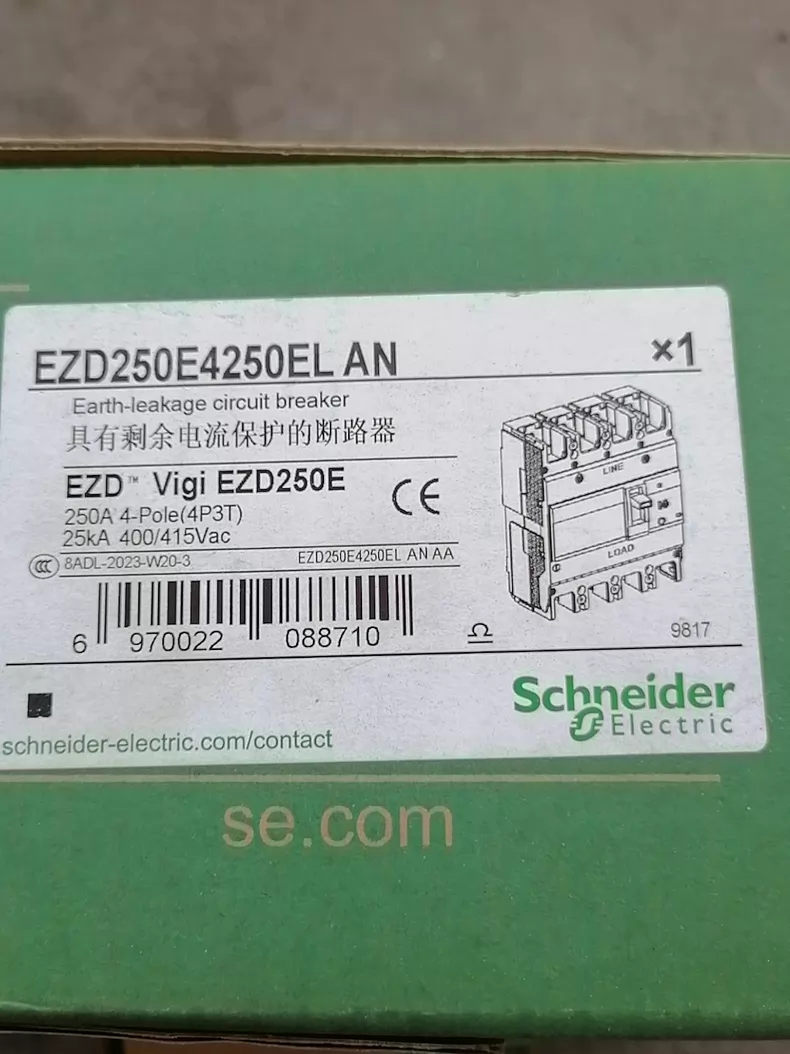 EZD250E4250EL AN
×1
Earth-leakage circuit breaker
具有剩余电流保护的断路器
EZD™ Vigi EZD250E
CE
250A 4-Pole(4P3T)
25kA 400/415Vac
CCC
8ADL-2023-W20-3
EZD250E4250EL AN AA
LINE
LOAD
6 970022 088710
9817
Schneider
Electric
schneider-electric.com/contact
se.com